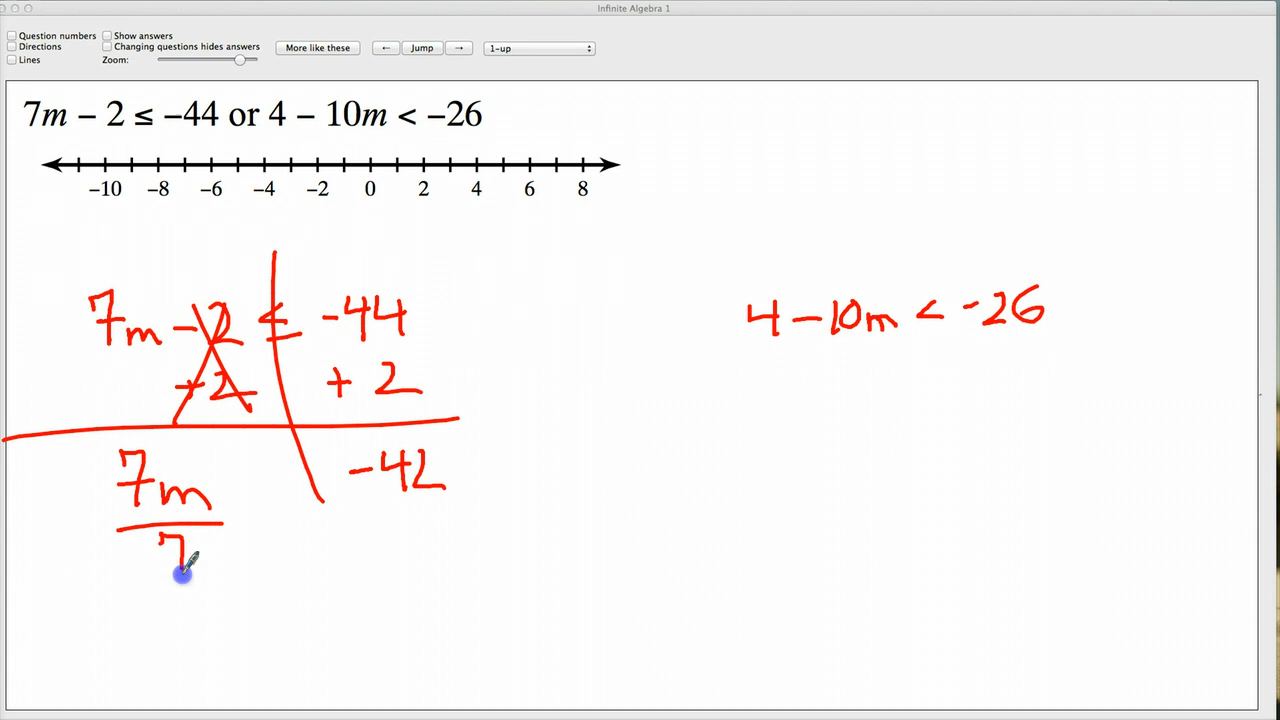 Infinite Algebra 1
Question numbers
Show answers
Directions
Changing questions hides answers
Lines
Zoom:
More like these
←
Jump
→
1-up
7m − 2 ≤ −44 or 4 − 10m < −26
−10 −8 −6 −4 −2 0 2 4 6 8
7m − 2 ≤ -44
+2 + 2
7m -42
7
4 − 10m < -26